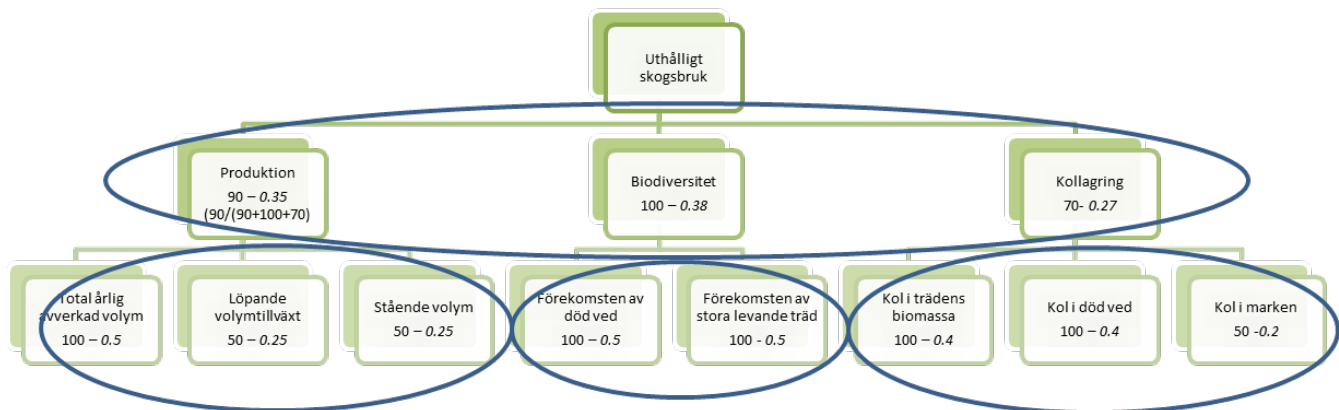 Uthålligt
skogsbruk
Produktion
90 – 0.35
(90/(90+100+70)
Biodiversitet
100 – 0.38
Kollagring
70- 0.27
Total årlig
avverkad volym
100 – 0.5
Löpande
volymtillväxt
50 – 0.25
Stående volym
50 – 0.25
Förekomsten av
död ved
100 – 0.5
Förekomsten av
stora levande träd
100 - 0.5
Kol i trädens
biomassa
100 – 0.4
Kol i död ved
100 – 0.4
Kol i marken
50 -0.2